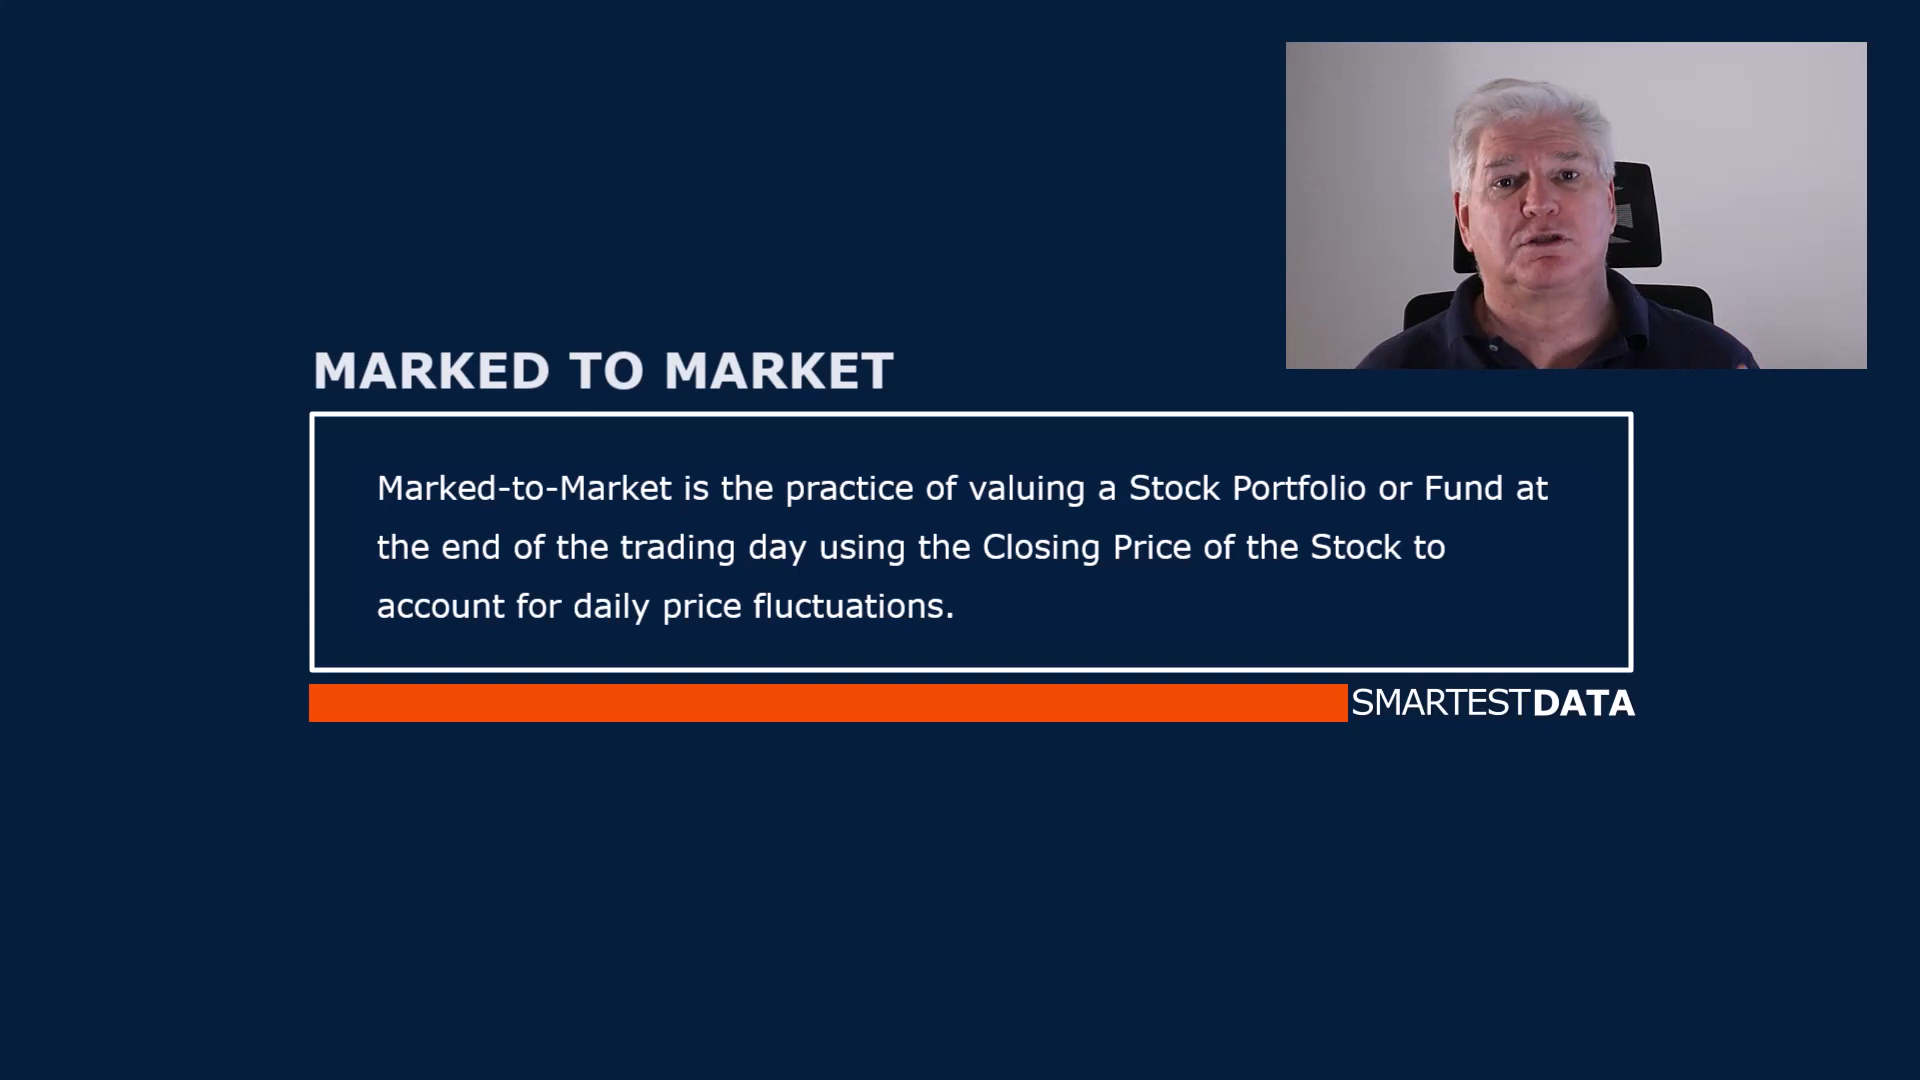 MARKED TO MARKET
Marked-to-Market is the practice of valuing a Stock Portfolio or Fund at
the end of the trading day using the Closing Price of the Stock to
account for daily price fluctuations.
SMARTESTDATA